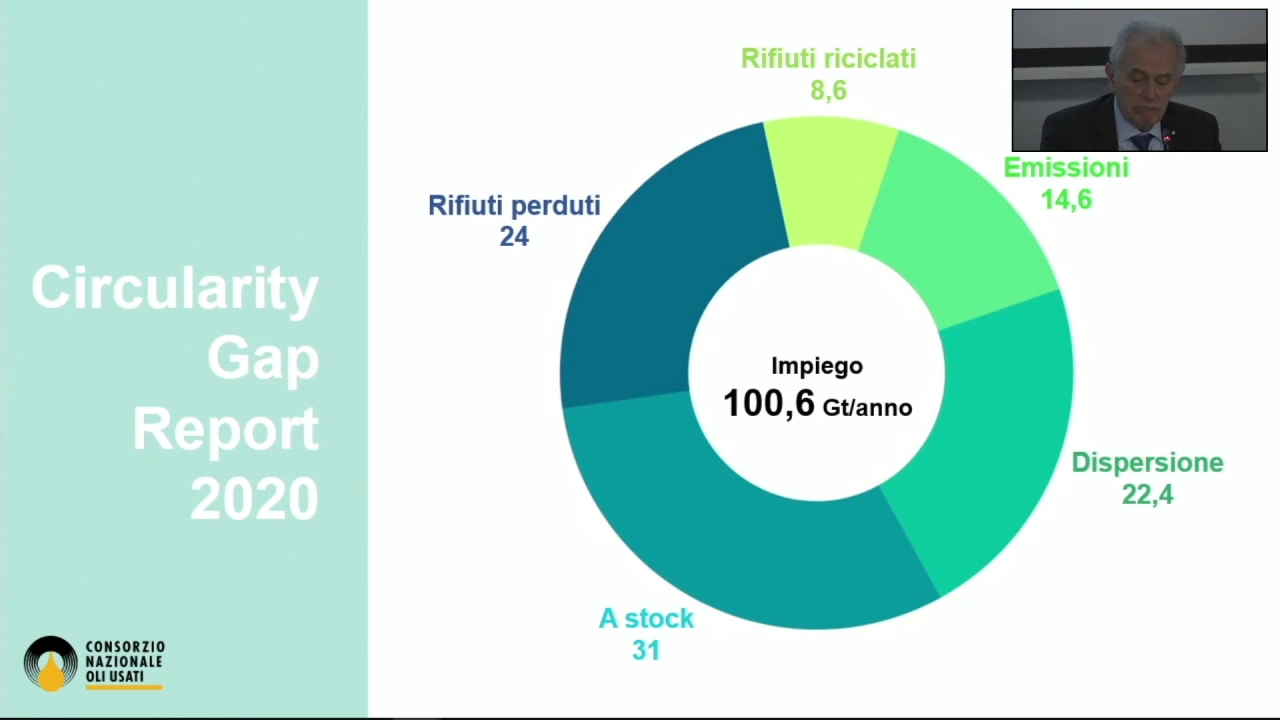 Circularity
Gap
Report
2020
Rifiuti riciclati
8,6
Emissioni
14,6
Rifiuti perduti
24
Impiego
100,6 Gt/anno
Dispersione
22,4
A stock
31
CONSORZIO
NAZIONALE
OLI USATI